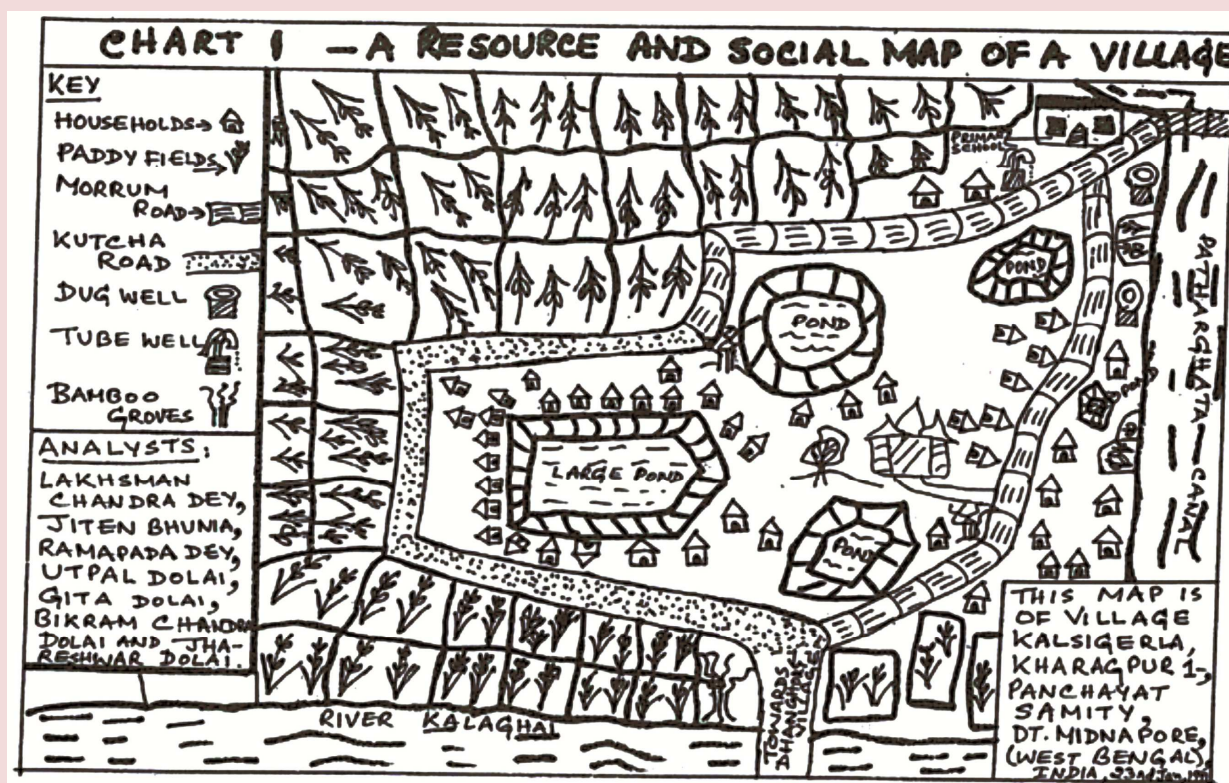 CHART 1 - A RESOURCE AND SOCIAL MAP OF A VILLAGE
KEY
HOUSEHOLDS→
PADDY FIELDS→
MORRUM
ROAD→
KUTCHA
ROAD
DUG WELL
TUBE WELL
BAMBOO
GROVES
ANALYSTS:
LAKHSMAN
CHANDRA DEY,
JITEN BHUNIA,
RAMAPADA DEY,
UTPAL DOLAI,
GITA DOLAI,
BIKRAM CHANDRA
DOLAI AND JHA-
RESHWAR DOLAI.
PRIMARY
SCHOOL
POND
POND
LARGE POND
POND
PATHARGHATA CANAL
RIVER KALAGHAI
TOWARDS
VILLAGE
THIS MAP IS
OF VILLAGE
KALSIGERIA,
KHARAGPUR 1-,
PANCHAYAT
SAMITY,
DT. MIDNAPORE,
(WEST BENGAL),
INDIA